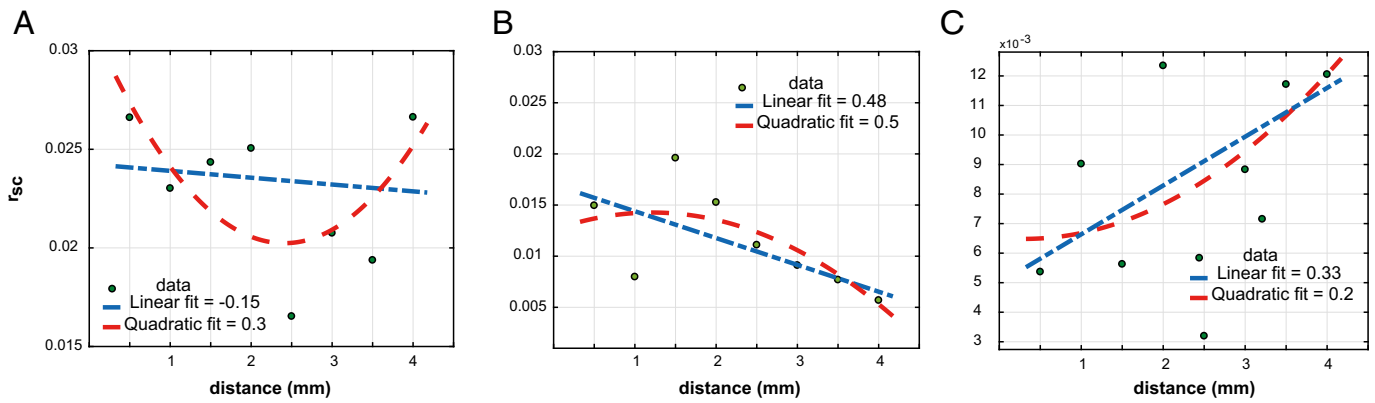 A
0.03
0.025
0.02
0.015
r_sc
data
Linear fit = -0.15
Quadratic fit = 0.3
1 2 3 4
distance (mm)
B
0.03
0.025
0.02
0.015
0.01
0.005
data
Linear fit = 0.48
Quadratic fit = 0.5
1 2 3 4
distance (mm)
C
x10⁻³
12
11
10
9
8
7
6
5
4
3
data
Linear fit = 0.33
Quadratic fit = 0.2
1 2 3 4
distance (mm)